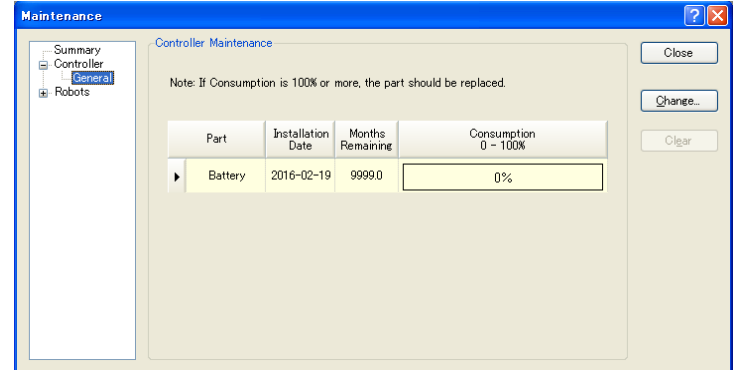 Maintenance
Summary
Controller
General
Robots
Controller Maintenance
Note: If Consumption is 100% or more, the part should be replaced.
Part Installation Date Months Remaining Consumption 0 - 100%
Battery 2016-02-19 9999.0 0%
Close
Change...
Clear